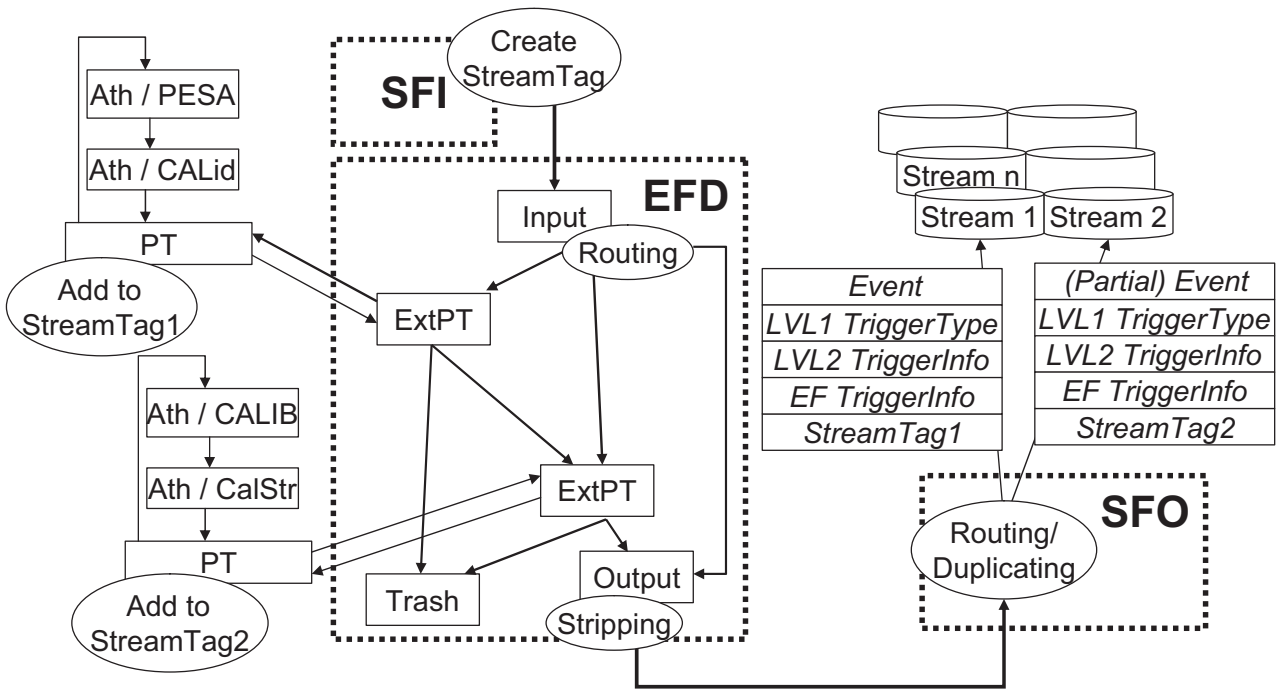 Create
StreamTag
SFI
Ath / PESA
Ath / CALid
PT
Add to
StreamTag1
EFD
Input
Routing
ExtPT
Ath / CALIB
Ath / CalStr
PT
Add to
StreamTag2
ExtPT
Trash
Output
Stripping
Stream n
Stream 1
Stream 2
Event
LVL1 TriggerType
LVL2 TriggerInfo
EF TriggerInfo
StreamTag1
(Partial) Event
LVL1 TriggerType
LVL2 TriggerInfo
EF TriggerInfo
StreamTag2
SFO
Routing/
Duplicating